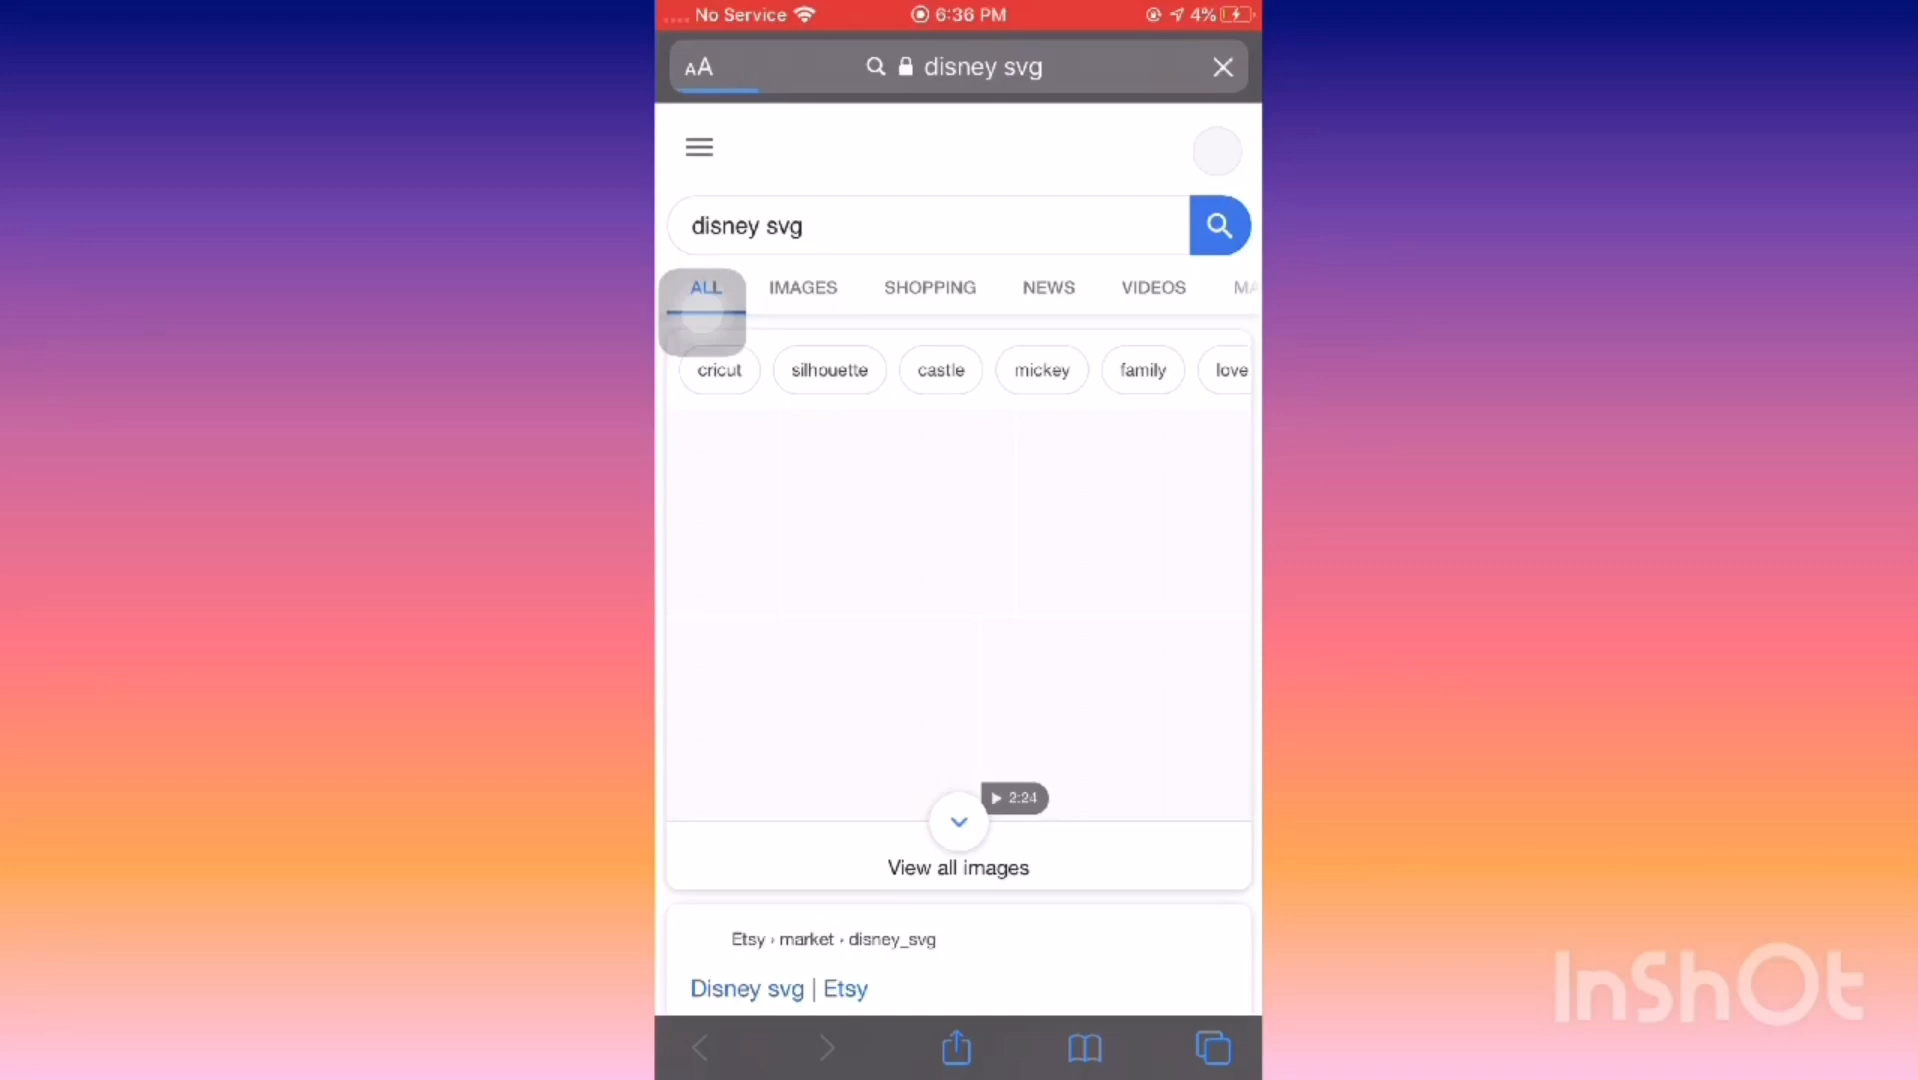 No Service 6:36 PM 4%
AA disney svg
disney svg
ALL IMAGES SHOPPING NEWS VIDEOS MA
cricut silhouette castle mickey family love
2:24
View all images
Etsy › market › disney_svg
Disney svg | Etsy
InShOt